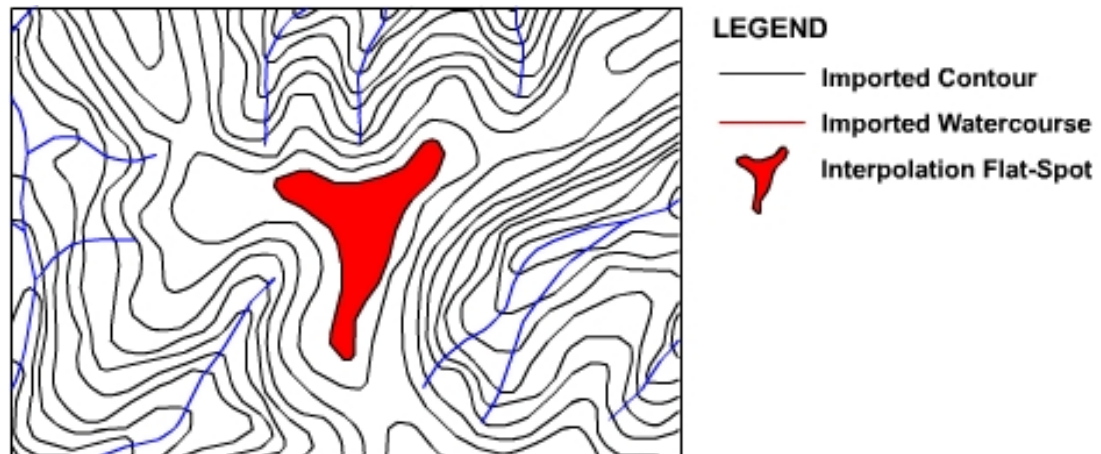 LEGEND
Imported Contour
Imported Watercourse
Interpolation Flat-Spot